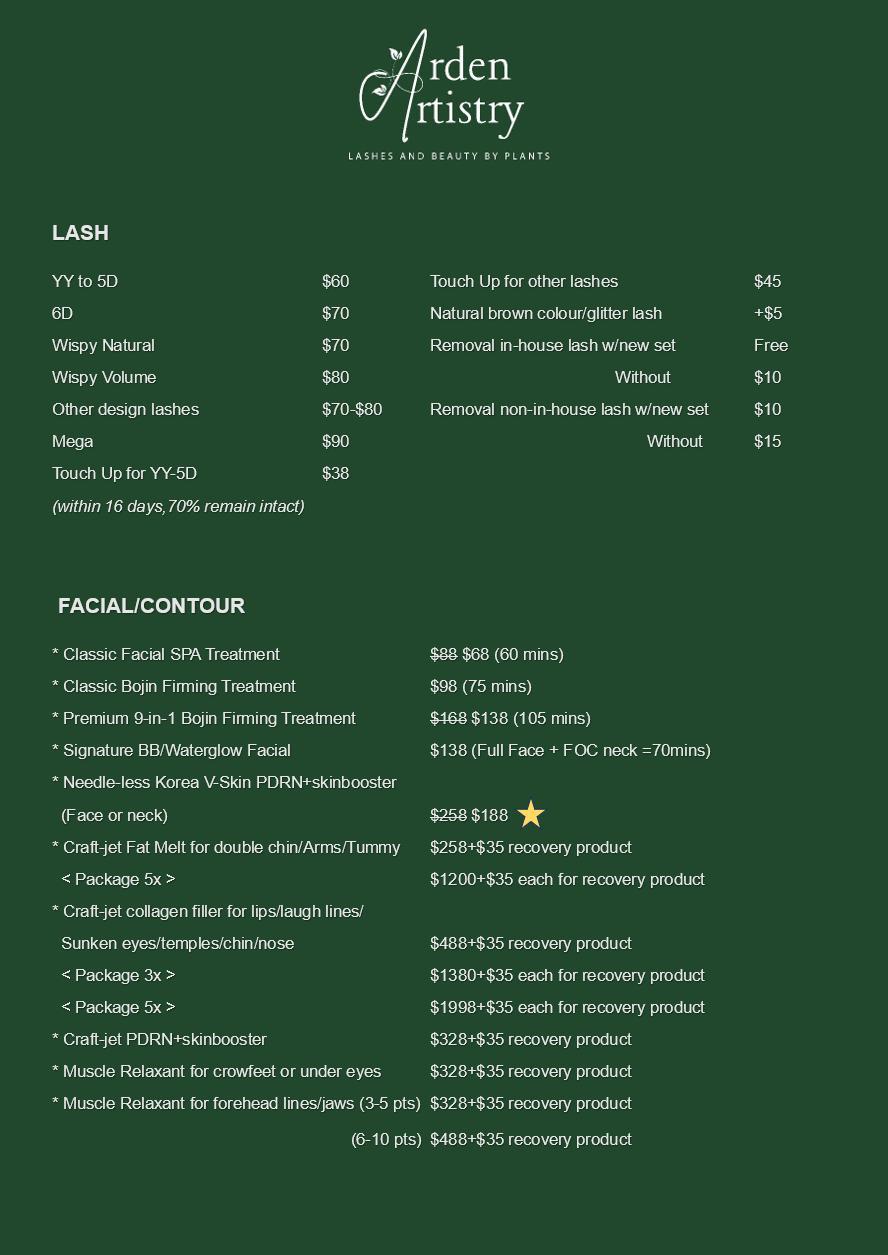 Arden
Artistry
LASHES AND BEAUTY BY PLANTS
LASH
YY to 5D $60 Touch Up for other lashes $45
6D $70 Natural brown colour/glitter lash +$5
Wispy Natural $70 Removal in-house lash w/new set Free
Wispy Volume $80 Without $10
Other design lashes $70-$80 Removal non-in-house lash w/new set $10
Mega $90 Without $15
Touch Up for YY-5D $38
(within 16 days,70% remain intact)
FACIAL/CONTOUR
* Classic Facial SPA Treatment $88 $68 (60 mins)
* Classic Bojin Firming Treatment $98 (75 mins)
* Premium 9-in-1 Bojin Firming Treatment $168 $138 (105 mins)
* Signature BB/Waterglow Facial $138 (Full Face + FOC neck =70mins)
* Needle-less Korea V-Skin PDRN+skinbooster
(Face or neck) $258 $188
* Craft-jet Fat Melt for double chin/Arms/Tummy $258+$35 recovery product
< Package 5x > $1200+$35 each for recovery product
* Craft-jet collagen filler for lips/laugh lines/
Sunken eyes/temples/chin/nose $488+$35 recovery product
< Package 3x > $1380+$35 each for recovery product
< Package 5x > $1998+$35 each for recovery product
* Craft-jet PDRN+skinbooster $328+$35 recovery product
* Muscle Relaxant for crowfeet or under eyes $328+$35 recovery product
* Muscle Relaxant for forehead lines/jaws (3-5 pts) $328+$35 recovery product
(6-10 pts) $488+$35 recovery product